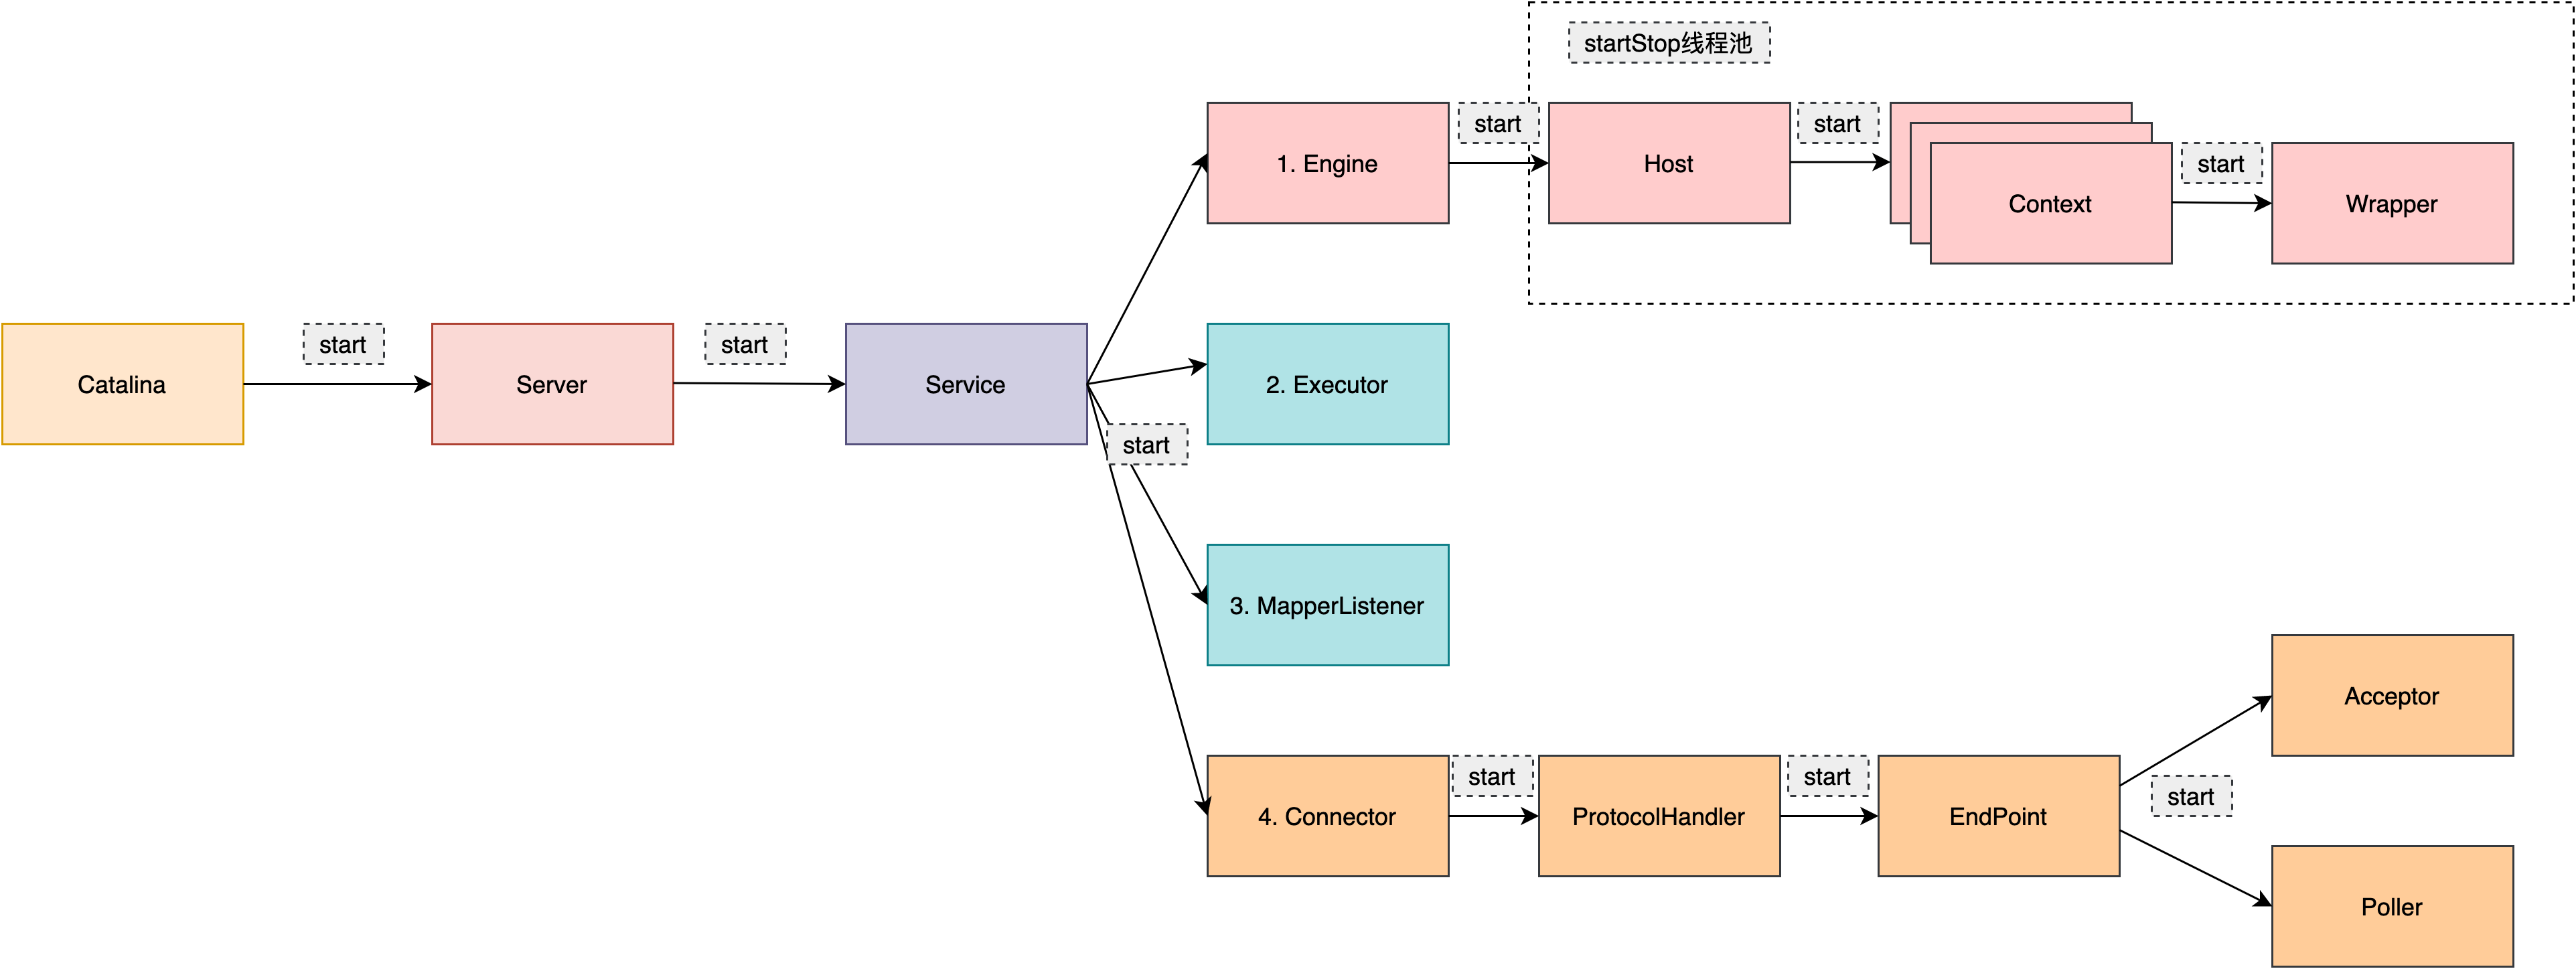 startStop线程池
start
start
1. Engine
Host
start
Context
Wrapper
start
start
Catalina
Server
Service
2. Executor
start
3. MapperListener
Acceptor
start
start
start
4. Connector
ProtocolHandler
EndPoint
Poller